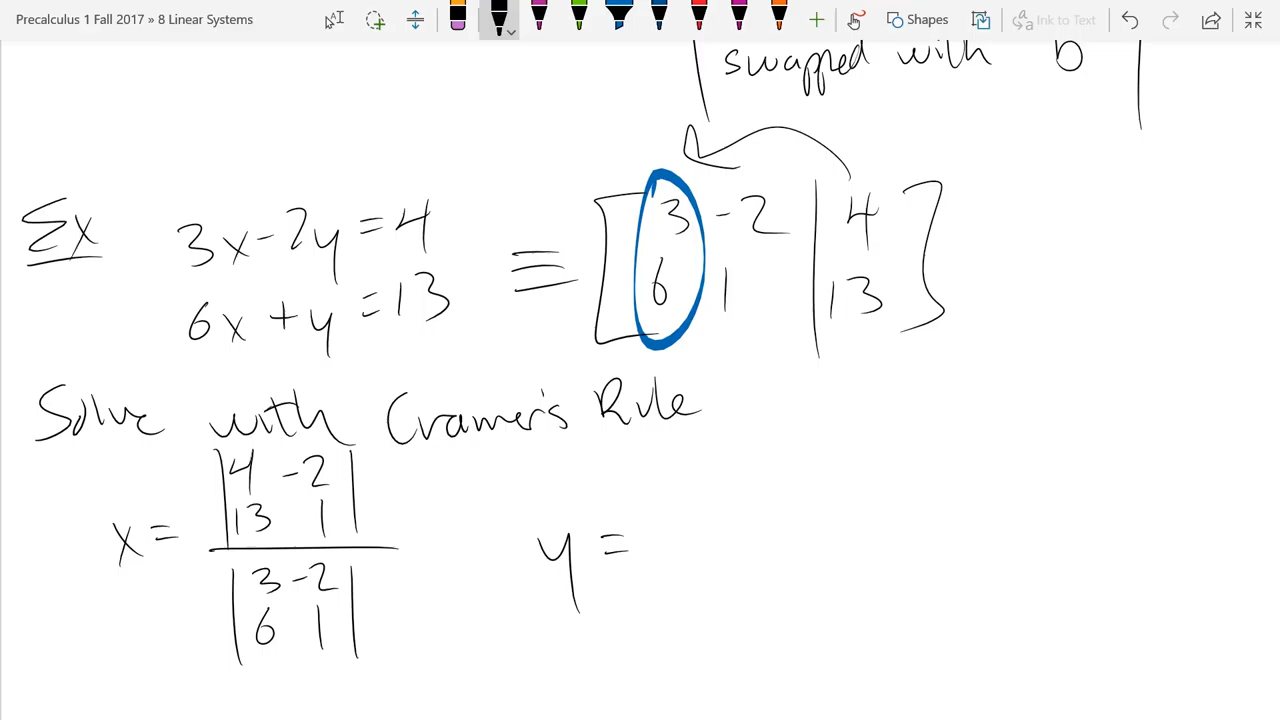 Precalculus 1 Fall 2017 » 8 Linear Systems
Shapes
Ink to Text
swapped with b
Ex
3x-2y=4 ≡ [3 -2 | 4]
6x+y=13 [6 1 | 13]
Solve with Cramer's Rule
|4 -2|
|13 1|
x = y =
|3 -2|
|6 1|